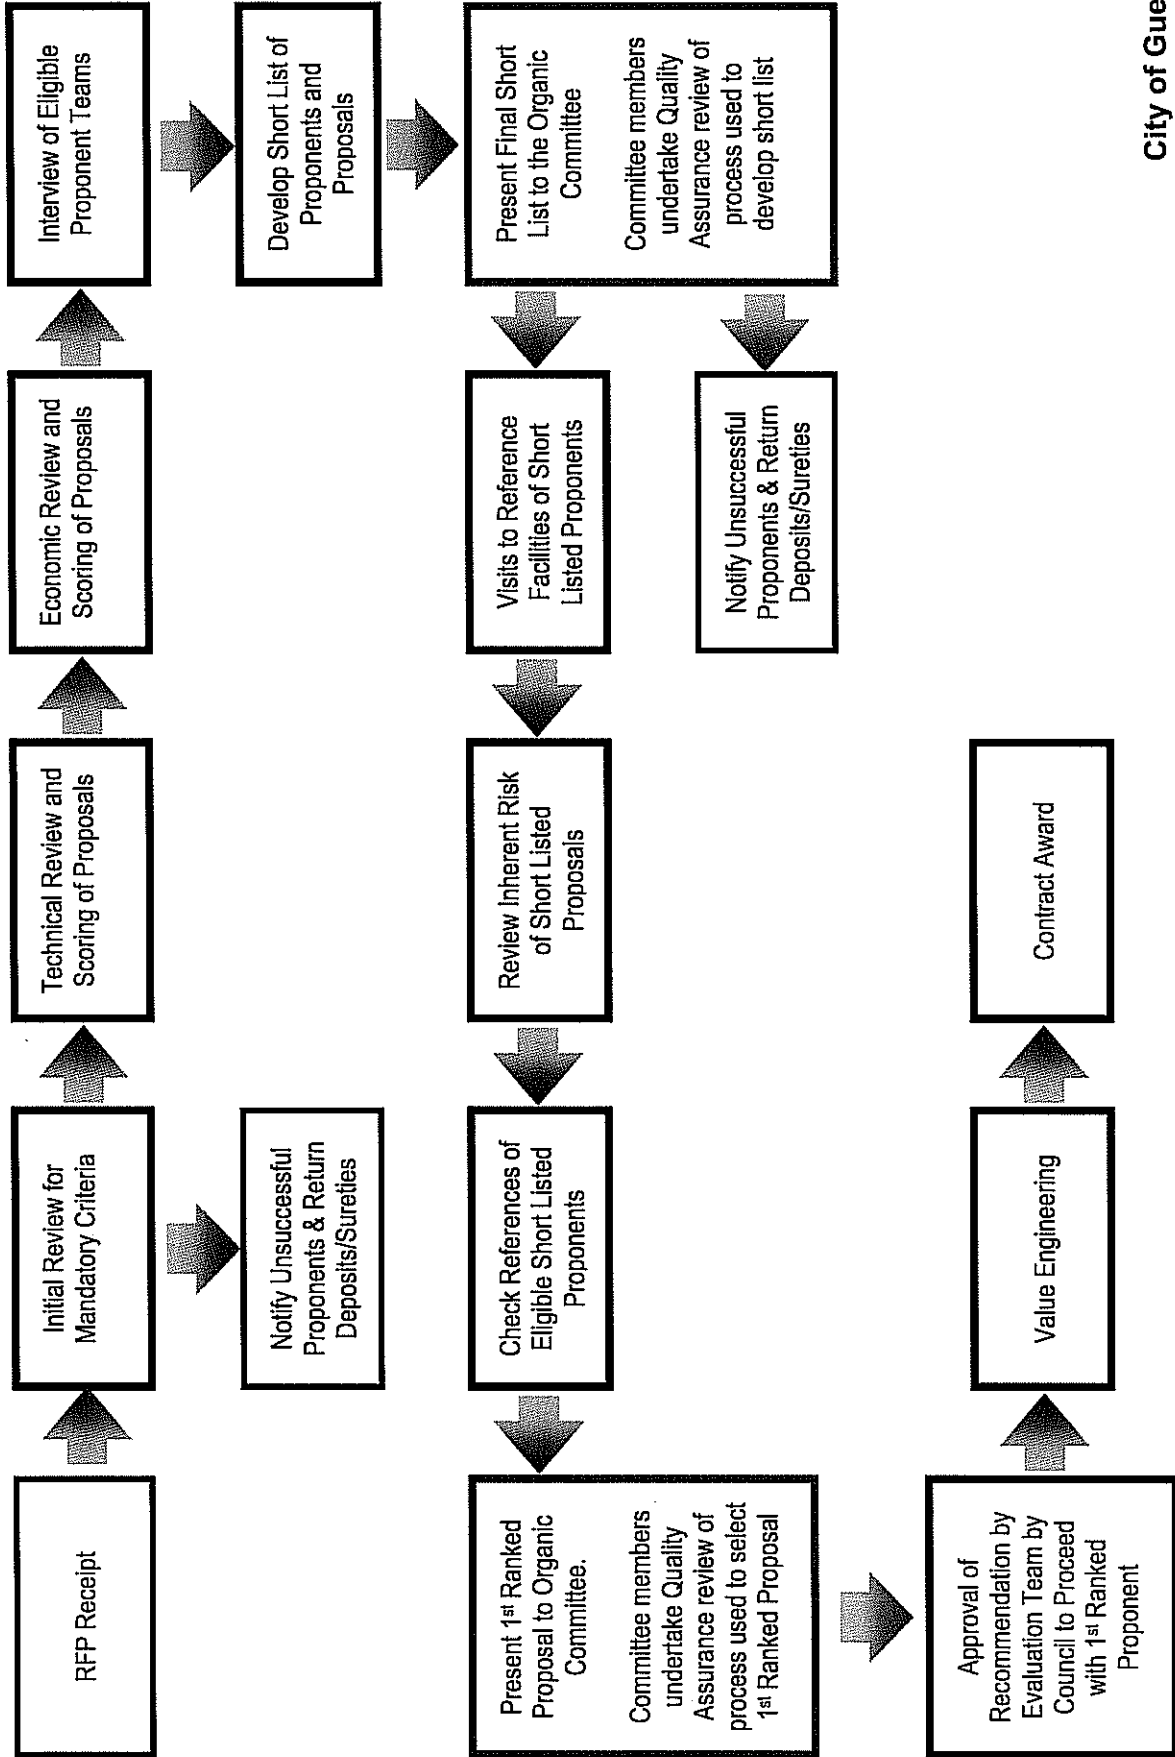 RFP Receipt
Initial Review for
Mandatory Criteria
Technical Review and
Scoring of Proposals
Economic Review and
Scoring of Proposals
Interview of Eligible
Proponent Teams
Notify Unsuccessful
Proponents & Return
Deposits/Sureties
Develop Short List of
Proponents and
Proposals
Present Final Short
List to the Organic
Committee
Committee members
undertake Quality
Assurance review of
process used to
develop short list
Visits to Reference
Facilities of Short
Listed Proponents
Notify Unsuccessful
Proponents & Return
Deposits/Sureties
Review Inherent Risk
of Short Listed
Proposals
Check References of
Eligible Short Listed
Proponents
Present 1st Ranked
Proposal to Organic
Committee.
Committee members
undertake Quality
Assurance review of
process used to select
1st Ranked Proposal
Approval of
Recommendation by
Evaluation Team by
Council to Proceed
with 1st Ranked
Proponent
Value Engineering
Contract Award
City of Gue